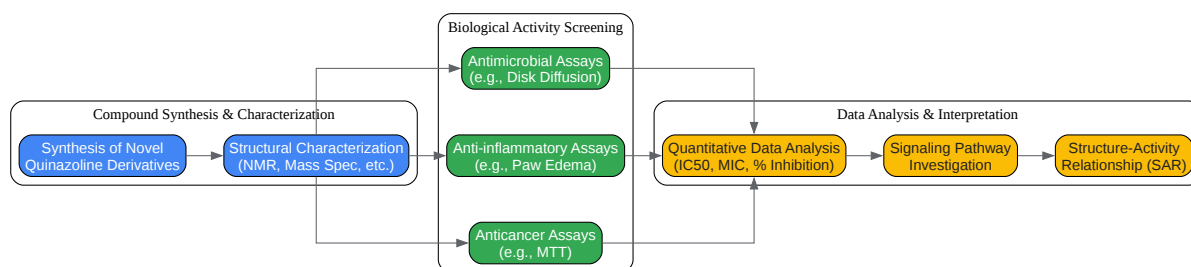 Compound Synthesis & Characterization
Synthesis of Novel
Quinazoline Derivatives
Structural Characterization
(NMR, Mass Spec, etc.)
Biological Activity Screening
Antimicrobial Assays
(e.g., Disk Diffusion)
Anti-inflammatory Assays
(e.g., Paw Edema)
Anticancer Assays
(e.g., MTT)
Data Analysis & Interpretation
Quantitative Data Analysis
(IC50, MIC, % Inhibition)
Signaling Pathway
Investigation
Structure-Activity
Relationship (SAR)